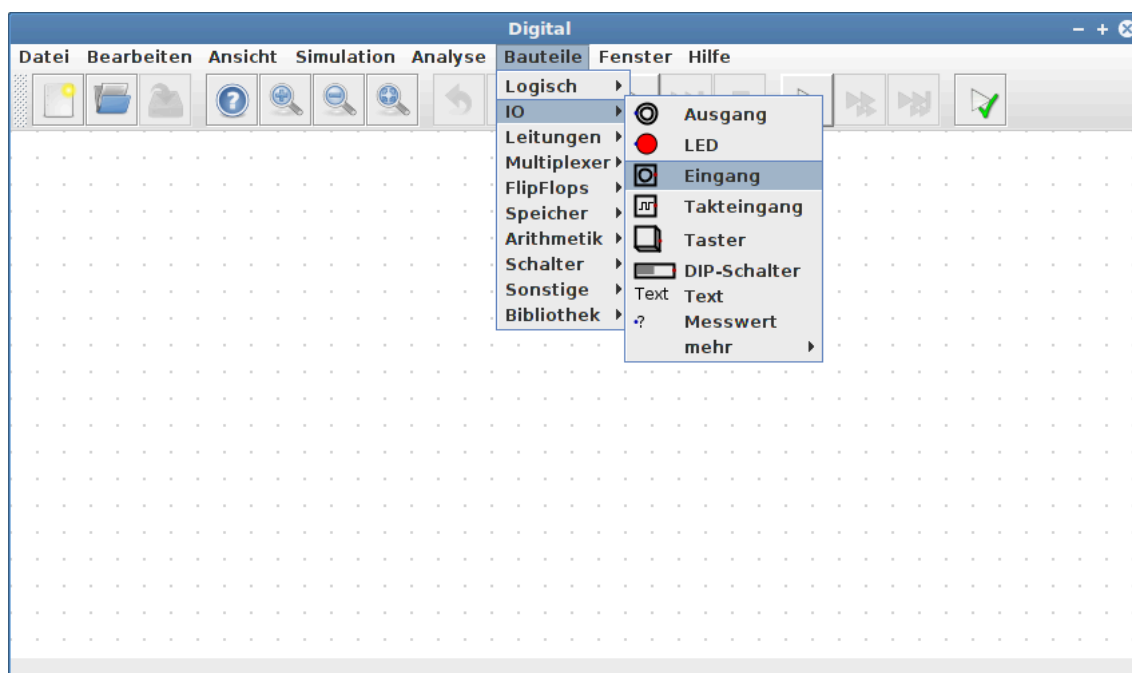 Digital
Datei Bearbeiten Ansicht Simulation Analyse Bauteile Fenster Hilfe
Logisch
IO
Leitungen
Multiplexer
FlipFlops
Speicher
Arithmetik
Schalter
Sonstige
Bibliothek
Ausgang
LED
Eingang
Takteingang
Taster
DIP-Schalter
Text Text
? Messwert
mehr